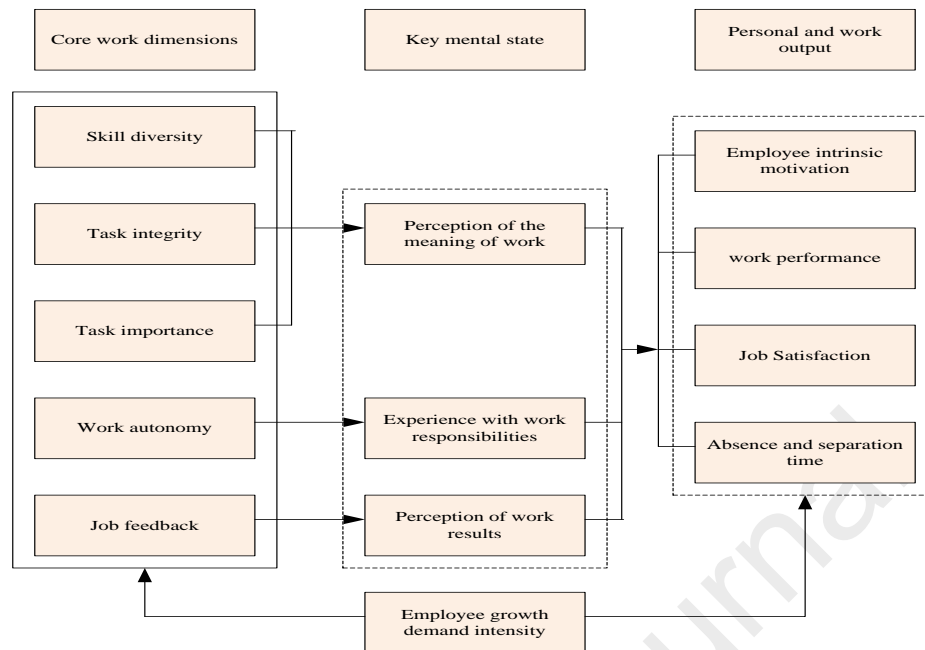 Core work dimensions
Key mental state
Personal and work
output
Skill diversity
Task integrity
Task importance
Work autonomy
Job feedback
Perception of the
meaning of work
Experience with work
responsibilities
Perception of work
results
Employee intrinsic
motivation
work performance
Job Satisfaction
Absence and separation
time
Employee growth
demand intensity